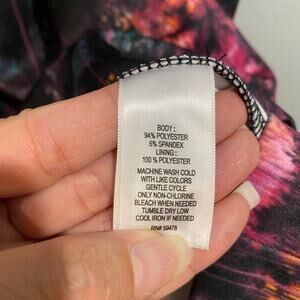 BODY :
94% POLYESTER
6% SPANDEX
LINING :
100 % POLYESTER
MACHINE WASH COLD
WITH LIKE COLORS
GENTLE CYCLE
ONLY NON-CHLORINE
BLEACH WHEN NEEDED
TUMBLE DRY LOW
COOL IRON IF NEEDED
RN# 59478